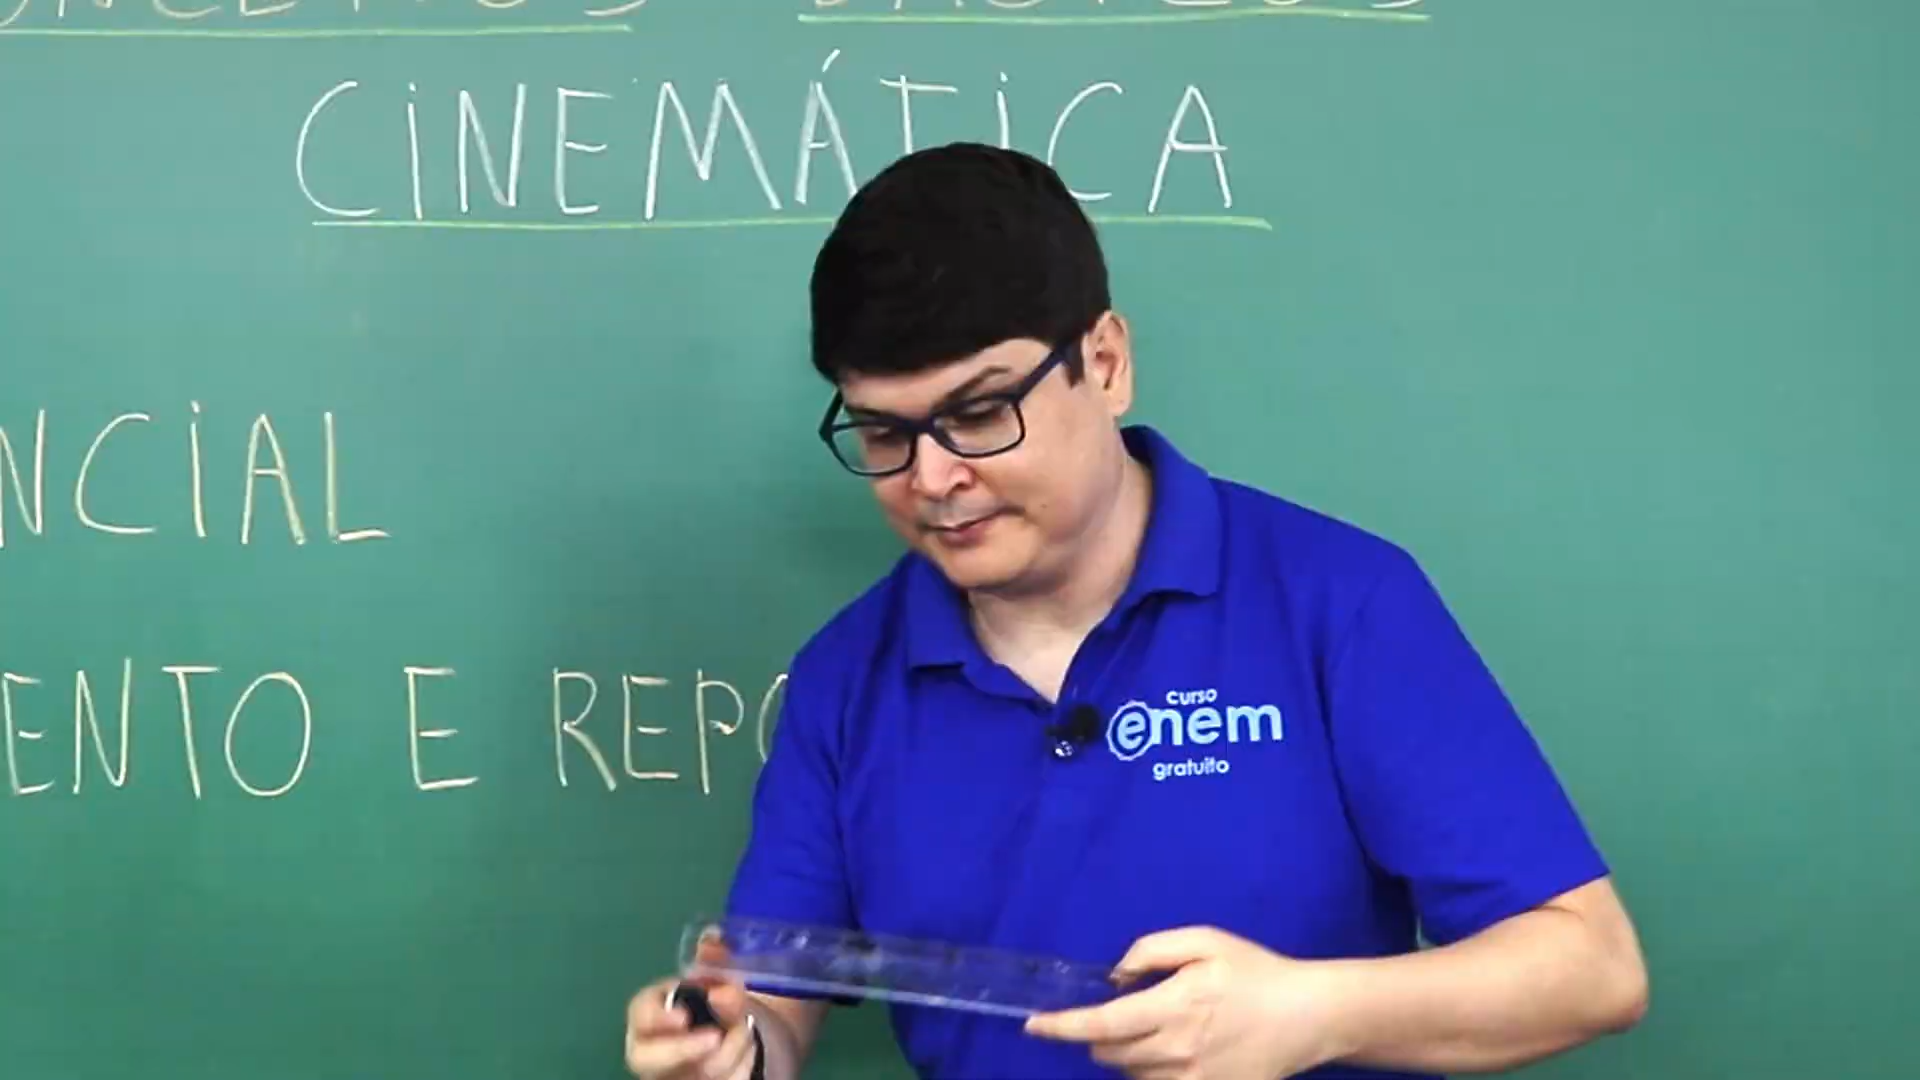 CINEMÁTICA
NCIAL
ENTO E REPO
Curso
enem
gratuito